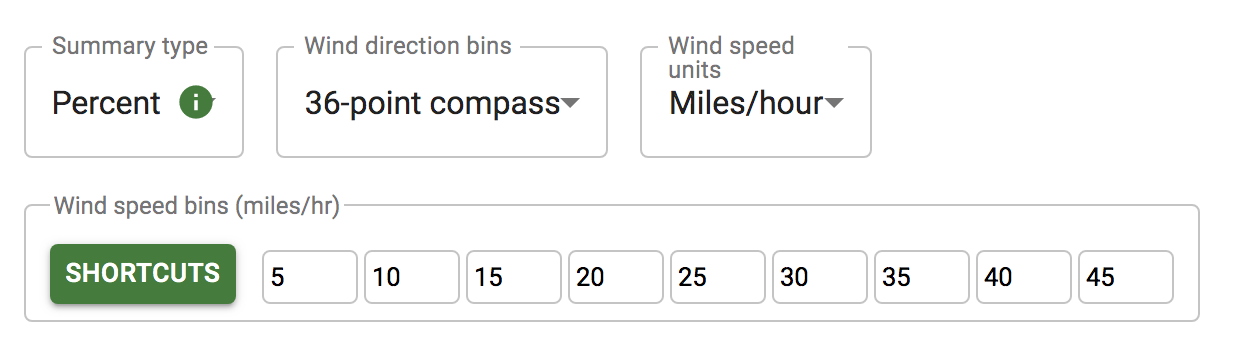 Summary type
Wind direction bins
Wind speed
units
Percent i
36-point compass
Miles/hour
Wind speed bins (miles/hr)
SHORTCUTS 5 10 15 20 25 30 35 40 45